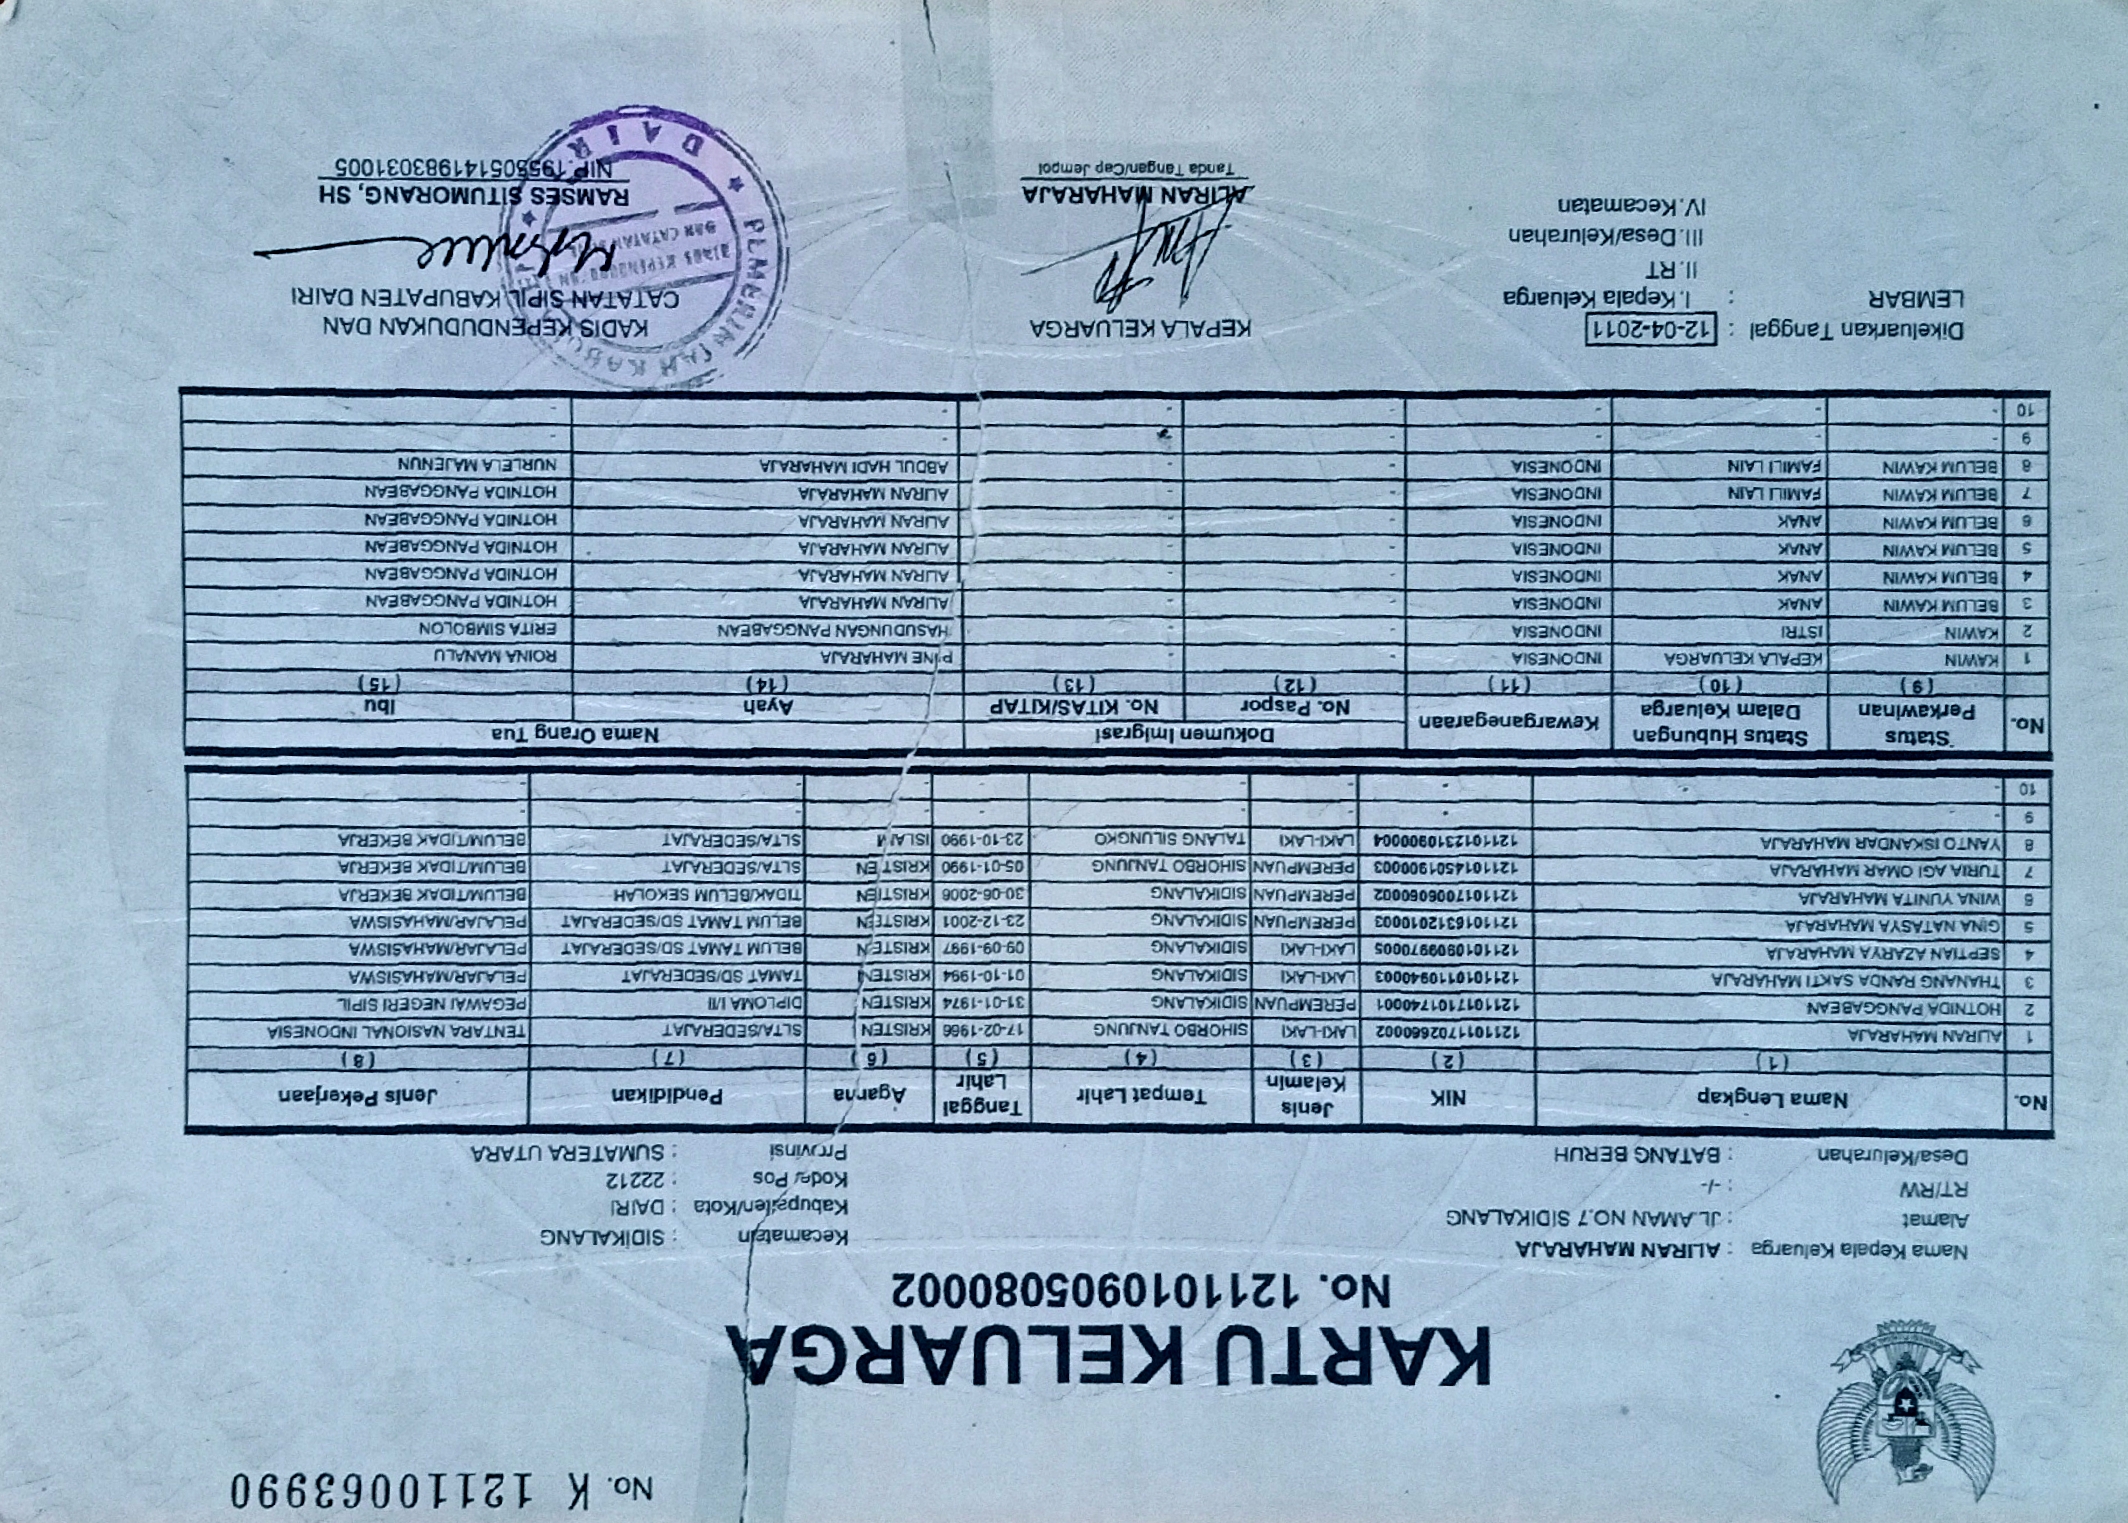 No. K 12110063990
KARTU KELUARGA
No. 1211010905080002
Nama Kepala Keluarga : ALIRAN MAHARAJA
Alamat : JL.AMAN NO.7 SIDIKALANG
RT/RW : -/-
Desa/Kelurahan : BATANG BERUH
Kecamatan : SIDIKALANG
Kabupaten/Kota : DAIRI
Kode Pos : 22212
Provinsi : SUMATERA UTARA
No. Nama Lengkap NIK Jenis Kelamin Tempat Lahir Tanggal Lahir Agama Pendidikan Jenis Pekerjaan
(1) (2) (3) (4) (5) (6) (7) (8)
1 ALIRAN MAHARAJA 1211011702660002 LAKI-LAKI SIHORBO TANJUNG 17-02-1966 KRISTEN SLTA/SEDERAJAT TENTARA NASIONAL INDONESIA
2 HOTNIDA PANGGABEAN 1211017101740001 PEREMPUAN SIDIKALANG 31-01-1974 KRISTEN DIPLOMA I/II PEGAWAI NEGERI SIPIL
3 THANANG RANDA SAKTI MAHARAJA 1211010110940003 LAKI-LAKI SIDIKALANG 01-10-1994 KRISTEN TAMAT SD/SEDERAJAT PELAJAR/MAHASISWA
4 SEPTIAN AZARYA MAHARAJA 1211010909970005 LAKI-LAKI SIDIKALANG 09-09-1997 KRISTEN BELUM TAMAT SD/SEDERAJAT PELAJAR/MAHASISWA
5 GINA NATASYA MAHARAJA 1211016312010003 PEREMPUAN SIDIKALANG 23-12-2001 KRISTEN BELUM TAMAT SD/SEDERAJAT PELAJAR/MAHASISWA
6 WINA YUNITA MAHARAJA 1211017006060002 PEREMPUAN SIDIKALANG 30-06-2006 KRISTEN TIDAK/BELUM SEKOLAH BELUM/TIDAK BEKERJA
7 TURIA AGI OMAR MAHARAJA 1211014501900003 PEREMPUAN SIHORBO TANJUNG 05-01-1990 KRISTEN SLTA/SEDERAJAT BELUM/TIDAK BEKERJA
8 YANTO ISKANDAR MAHARAJA 1211012310900004 LAKI-LAKI TALANG SILUNGKO 23-10-1990 ISLAM SLTA/SEDERAJAT BELUM/TIDAK BEKERJA
9 - - - - - - - -
10 - - - - - - - -
No. Status Perkawinan Status Hubungan Dalam Keluarga Kewarganegaraan Dokumen Imigrasi Nama Orang Tua
No. Paspor No. KITAS/KITAP Ayah Ibu
(9) (10) (11) (12) (13) (14) (15)
1 KAWIN KEPALA KELUARGA INDONESIA - - PINE MAHARAJA ROINA MANALU
2 KAWIN ISTRI INDONESIA - - HASUDUNGAN PANGGABEAN ERITA SIMBOLON
3 BELUM KAWIN ANAK INDONESIA - - ALIRAN MAHARAJA HOTNIDA PANGGABEAN
4 BELUM KAWIN ANAK INDONESIA - - ALIRAN MAHARAJA HOTNIDA PANGGABEAN
5 BELUM KAWIN ANAK INDONESIA - - ALIRAN MAHARAJA HOTNIDA PANGGABEAN
6 BELUM KAWIN ANAK INDONESIA - - ALIRAN MAHARAJA HOTNIDA PANGGABEAN
7 BELUM KAWIN FAMILI LAIN INDONESIA - - ALIRAN MAHARAJA HOTNIDA PANGGABEAN
8 BELUM KAWIN FAMILI LAIN INDONESIA - - ABDUL HADI MAHARAJA NURLELA MAJENUN
9 - - - - - - -
10 - - - - - - -
Dikeluarkan Tanggal : 12-04-2011
LEMBAR : I. Kepala Keluarga
II. RT
III. Desa/Kelurahan
IV. Kecamatan
KEPALA KELUARGA
ALIRAN MAHARAJA
Tanda Tangan/Cap Jempol
KADIS KEPENDUDUKAN DAN
CATATAN SIPIL KABUPATEN DAIRI
RAMSES SITUMORANG, SH
NIP.195505141983031005
PEMERINTAH KABUPATEN
DINAS KEPENDUDUKAN
DAN CATATAN SIPIL
DAIRI